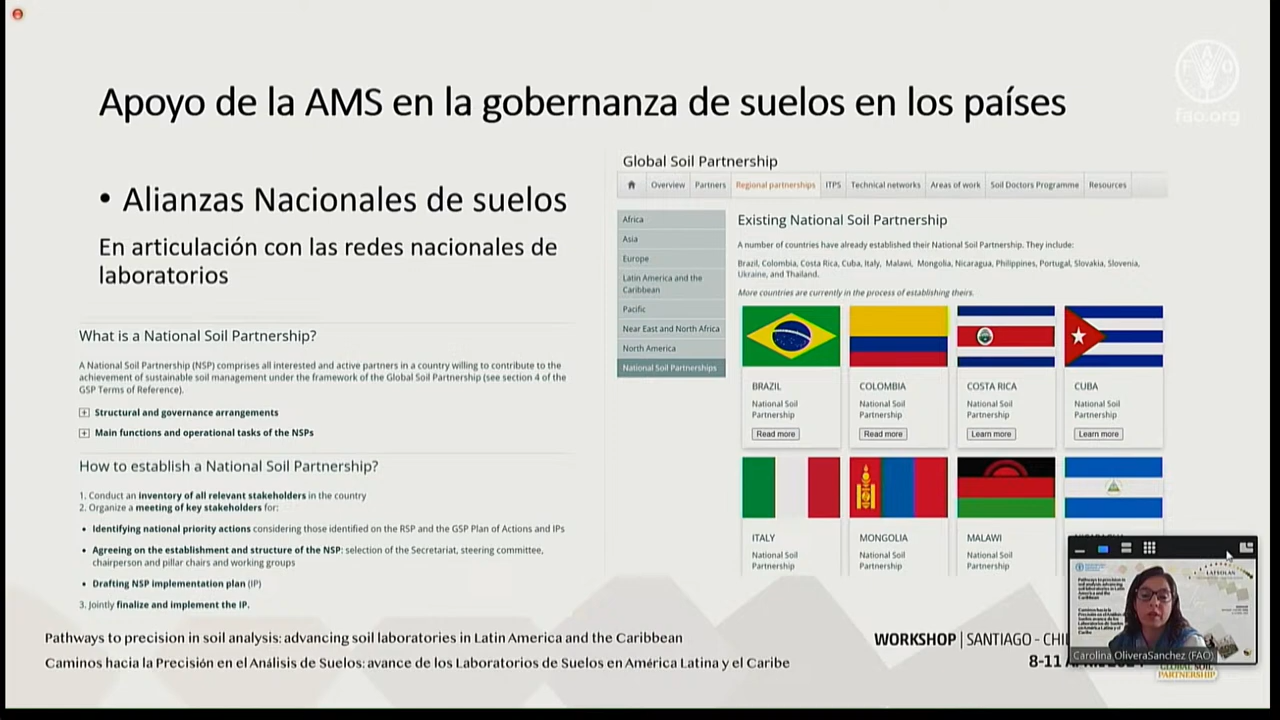 FAO
fao.org
Apoyo de la AMS en la gobernanza de suelos en los países
• Alianzas Nacionales de suelos
En articulación con las redes nacionales de
laboratorios
What is a National Soil Partnership?
A National Soil Partnership (NSP) comprises all interested and active partners in a country willing to contribute to the
achievement of sustainable soil management under the framework of the Global Soil Partnership (see section 4 of the
GSP Terms of Reference).
Structural and governance arrangements
Main functions and operational tasks of the NSPs
How to establish a National Soil Partnership?
1. Conduct an inventory of all relevant stakeholders in the country
2. Organize a meeting of key stakeholders for:
• Identifying national priority actions considering those identified on the RSP and the GSP Plan of Actions and IPs
• Agreeing on the establishment and structure of the NSP: selection of the Secretariat, steering committee,
chairperson and pillar chairs and working groups
• Drafting NSP implementation plan (IP)
3. Jointly finalize and implement the IP.
Global Soil Partnership
Overview Partners Regional partnerships ITPS Technical networks Areas of work Soil Doctors Programme Resources
Africa
Asia
Europe
Latin America and the
Caribbean
Pacific
Near East and North Africa
North America
National Soil Partnerships
Existing National Soil Partnership
A number of countries have already established their National Soil Partnership. They include:
Brazil, Colombia, Costa Rica, Cuba, Italy, Malawi, Mongolia, Nicaragua, Philippines, Portugal, Slovakia, Slovenia,
Ukraine, and Thailand.
More countries are currently in the process of establishing theirs.
BRAZIL COLOMBIA COSTA RICA CUBA
National Soil National Soil National Soil National Soil
Partnership Partnership Partnership Partnership
Read more Read more Learn more Learn more
ITALY MONGOLIA MALAWI
National Soil National Soil National Soil
Partnership Partnership Partnership
Pathways to precision in soil analysis: advancing soil laboratories in Latin America and the Caribbean
Caminos hacia la Precisión en el Análisis de Suelos: avance de los Laboratorios de Suelos en América Latina y el Caribe
WORKSHOP | SANTIAGO - CHI
8-11
LATSOLAN
Carolina OliveraSanchez (FAO)
GLOBAL SOIL
PARTNERSHIP